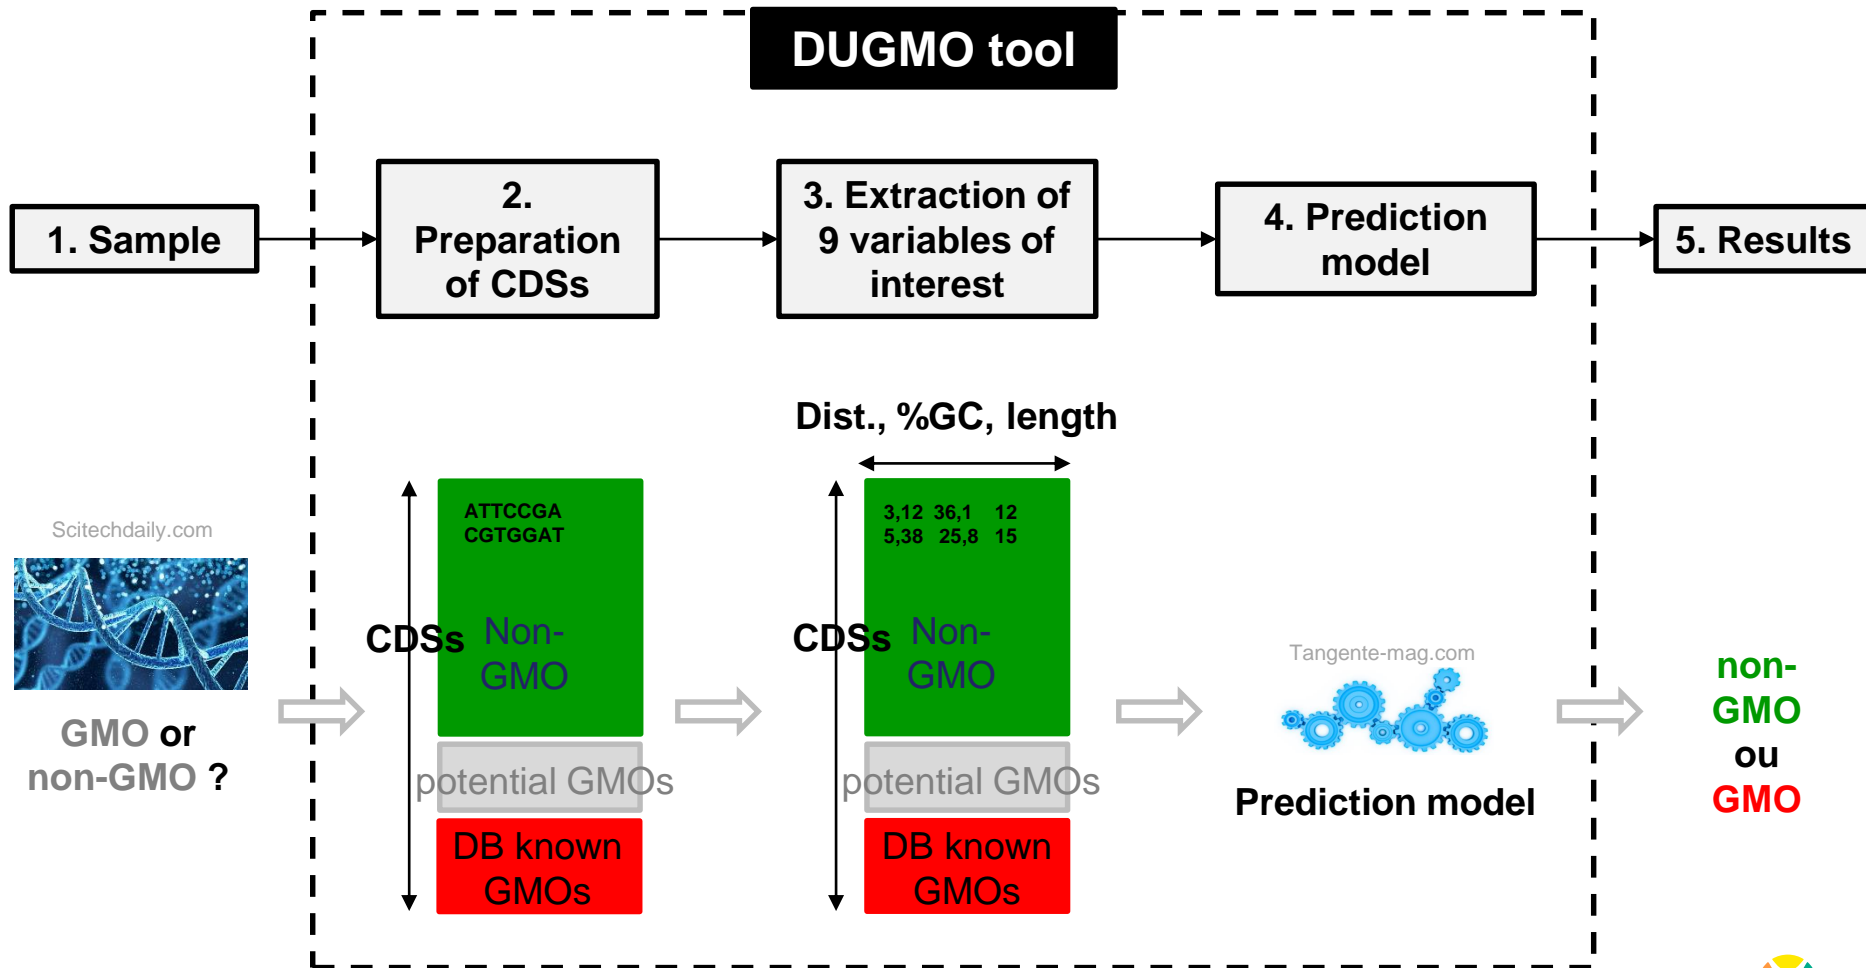 DUGMO tool
1. Sample
2.
Preparation
of CDSs
3. Extraction of
9 variables of
interest
4. Prediction
model
5. Results
Scitechdaily.com
GMO or
non-GMO ?
CDSs
ATTCCGA
CGTGGAT
Non-
GMO
potential GMOs
DB known
GMOs
Dist., %GC, length
CDSs
3,12 36,1 12
5,38 25,8 15
Non-
GMO
potential GMOs
DB known
GMOs
Tangente-mag.com
Prediction model
non-
GMO
ou
GMO